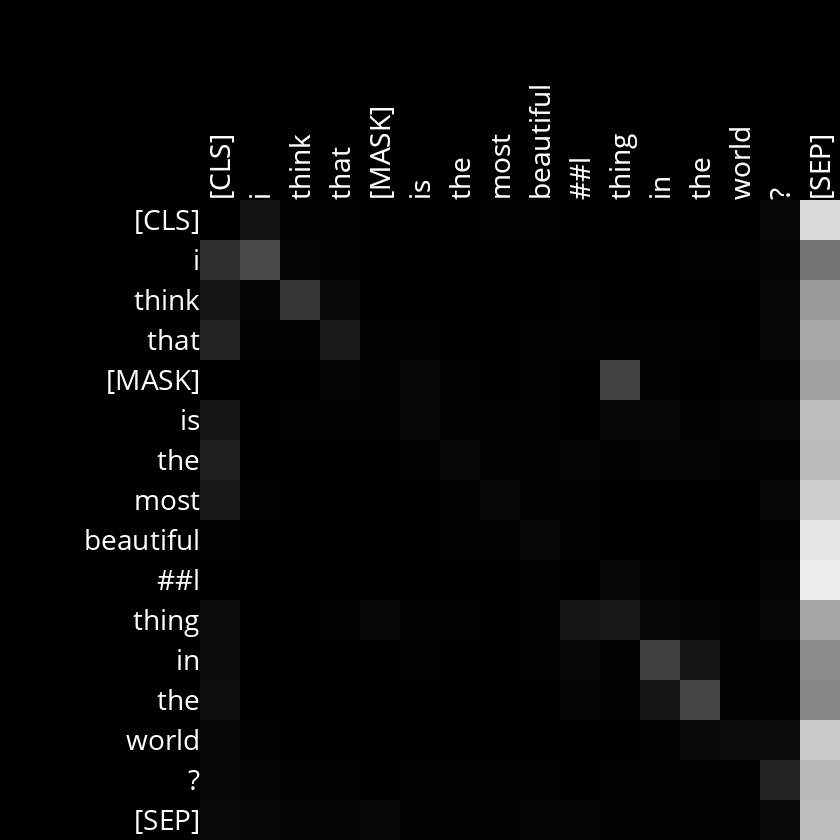 [CLS] i think that [MASK] is the most beautiful ##l thing in the world ? [SEP]
[CLS]
i
think
that
[MASK]
is
the
most
beautiful
##l
thing
in
the
world
?
[SEP]